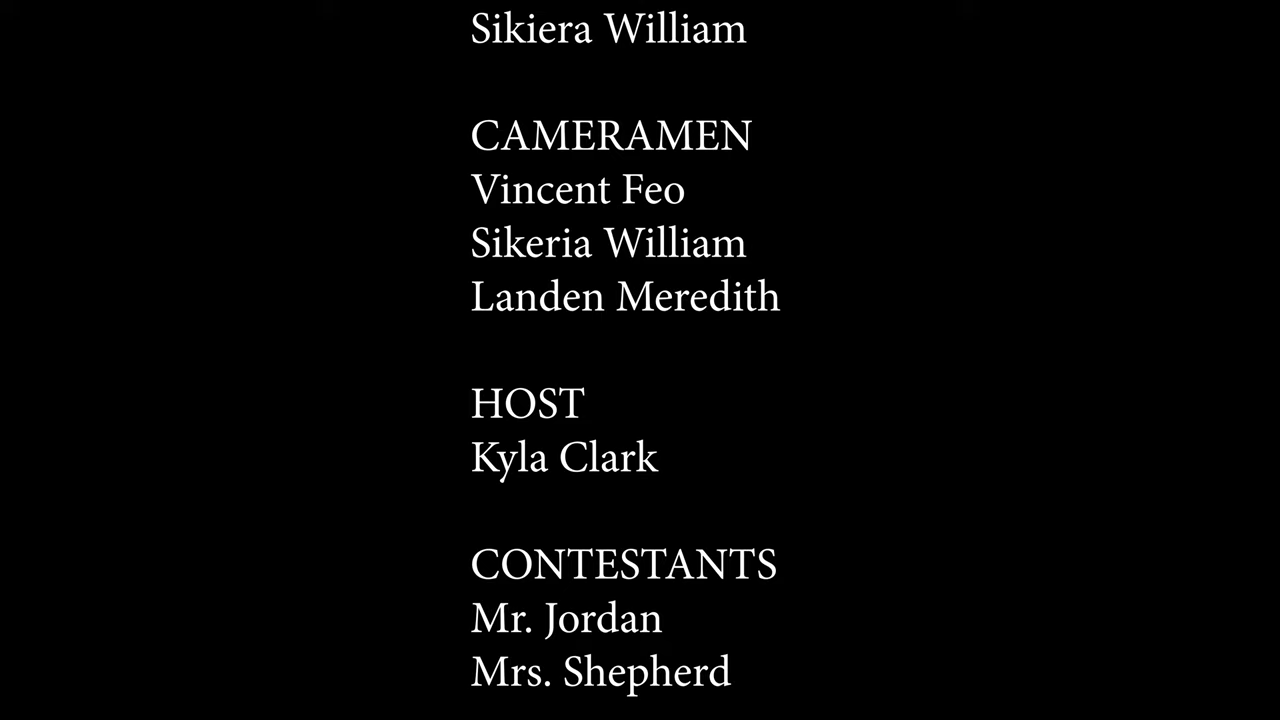 Sikiera William
CAMERAMEN
Vincent Feo
Sikeria William
Landen Meredith
HOST
Kyla Clark
CONTESTANTS
Mr. Jordan
Mrs. Shepherd